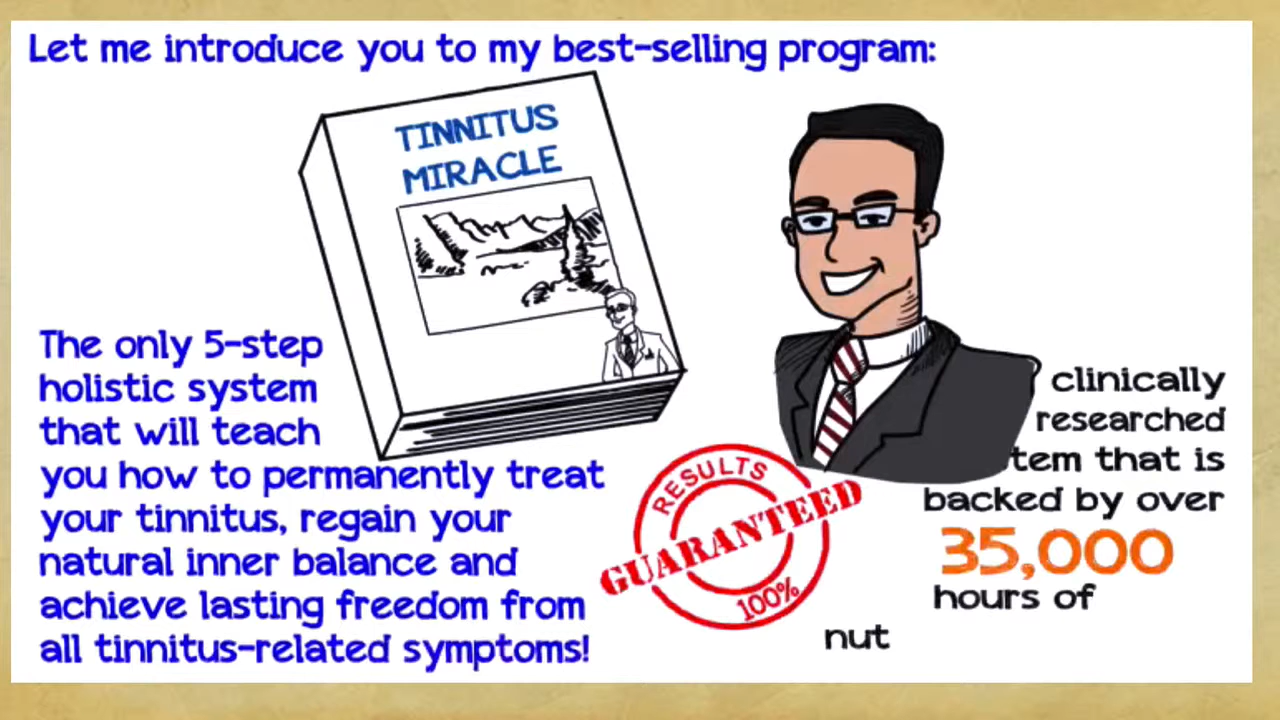 Let me introduce you to my best-selling program:
TINNITUS
MIRACLE
The only 5-step
holistic system
that will teach
you how to permanently treat
your tinnitus, regain your
natural inner balance and
achieve lasting freedom from
all tinnitus-related symptoms!
RESULTS
GUARANTEED
100%
clinically
researched
tem that is
backed by over
35,000
hours of
nut